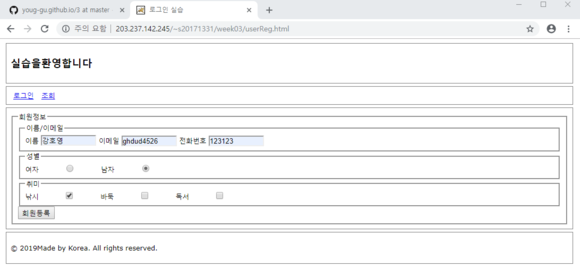 youg-gu.github.io/3 at master
로그인 실습
주의 요함 | 203.237.142.245/~s20171331/week03/userReg.html
실습을환영합니다
로그인 조회
회원정보
이름/이메일
이름 강호영 이메일 ghdud4526 전화번호 123123
성별
여자 남자
취미
낚시 바둑 독서
회원등록
© 2019Made by Korea. All rights reserved.